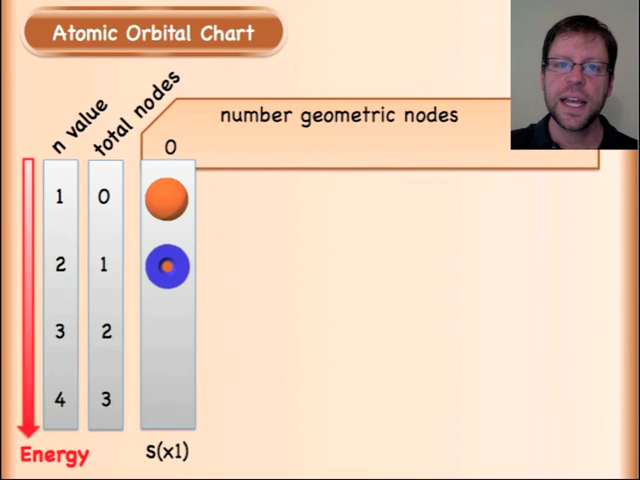 Atomic Orbital Chart
n value
total nodes
number geometric nodes
0
1 0
2 1
3 2
4 3
Energy
s(x1)